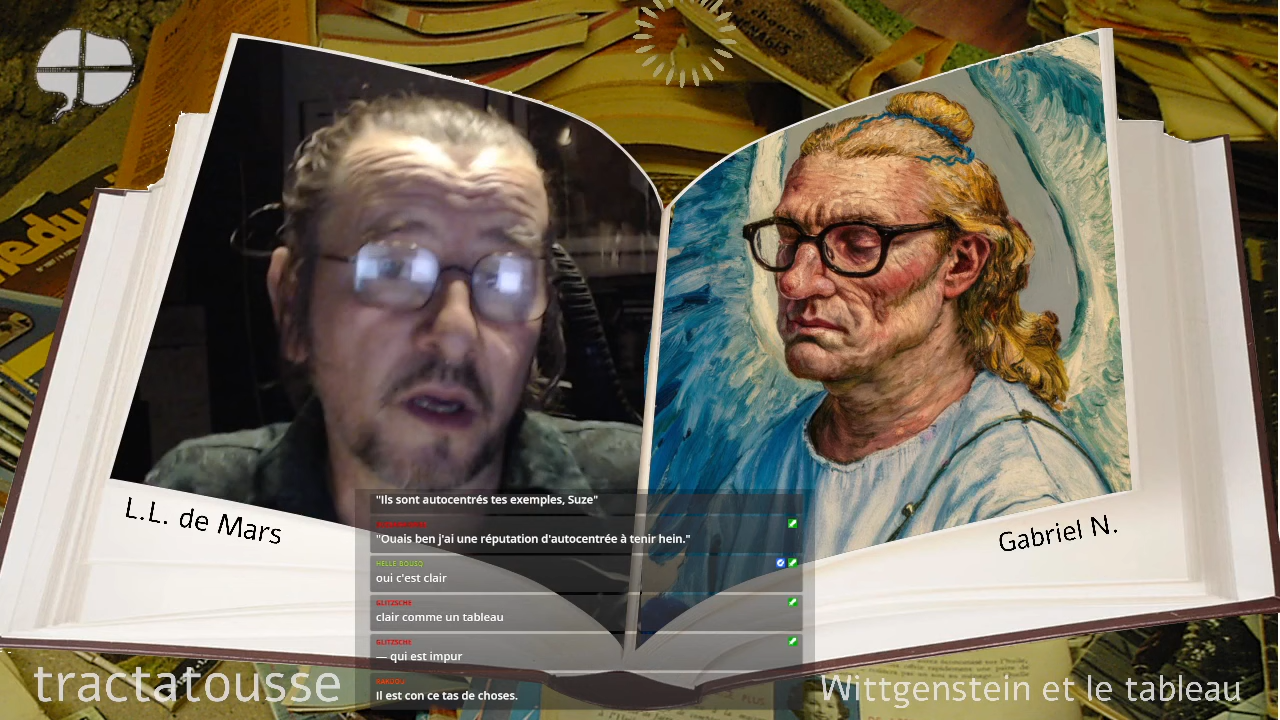 L.L. de Mars
Gabriel N.
"Ils sont autocentrés tes exemples, Suze"
"Ouais ben j'ai une réputation d'autocentrée à tenir hein."
HELLE-BOUSQ
oui c'est clair
GLITZSCHE
clair comme un tableau
GLITZSCHE
— qui est impur
Il est con ce tas de choses.
tractatousse
Wittgenstein et le tableau